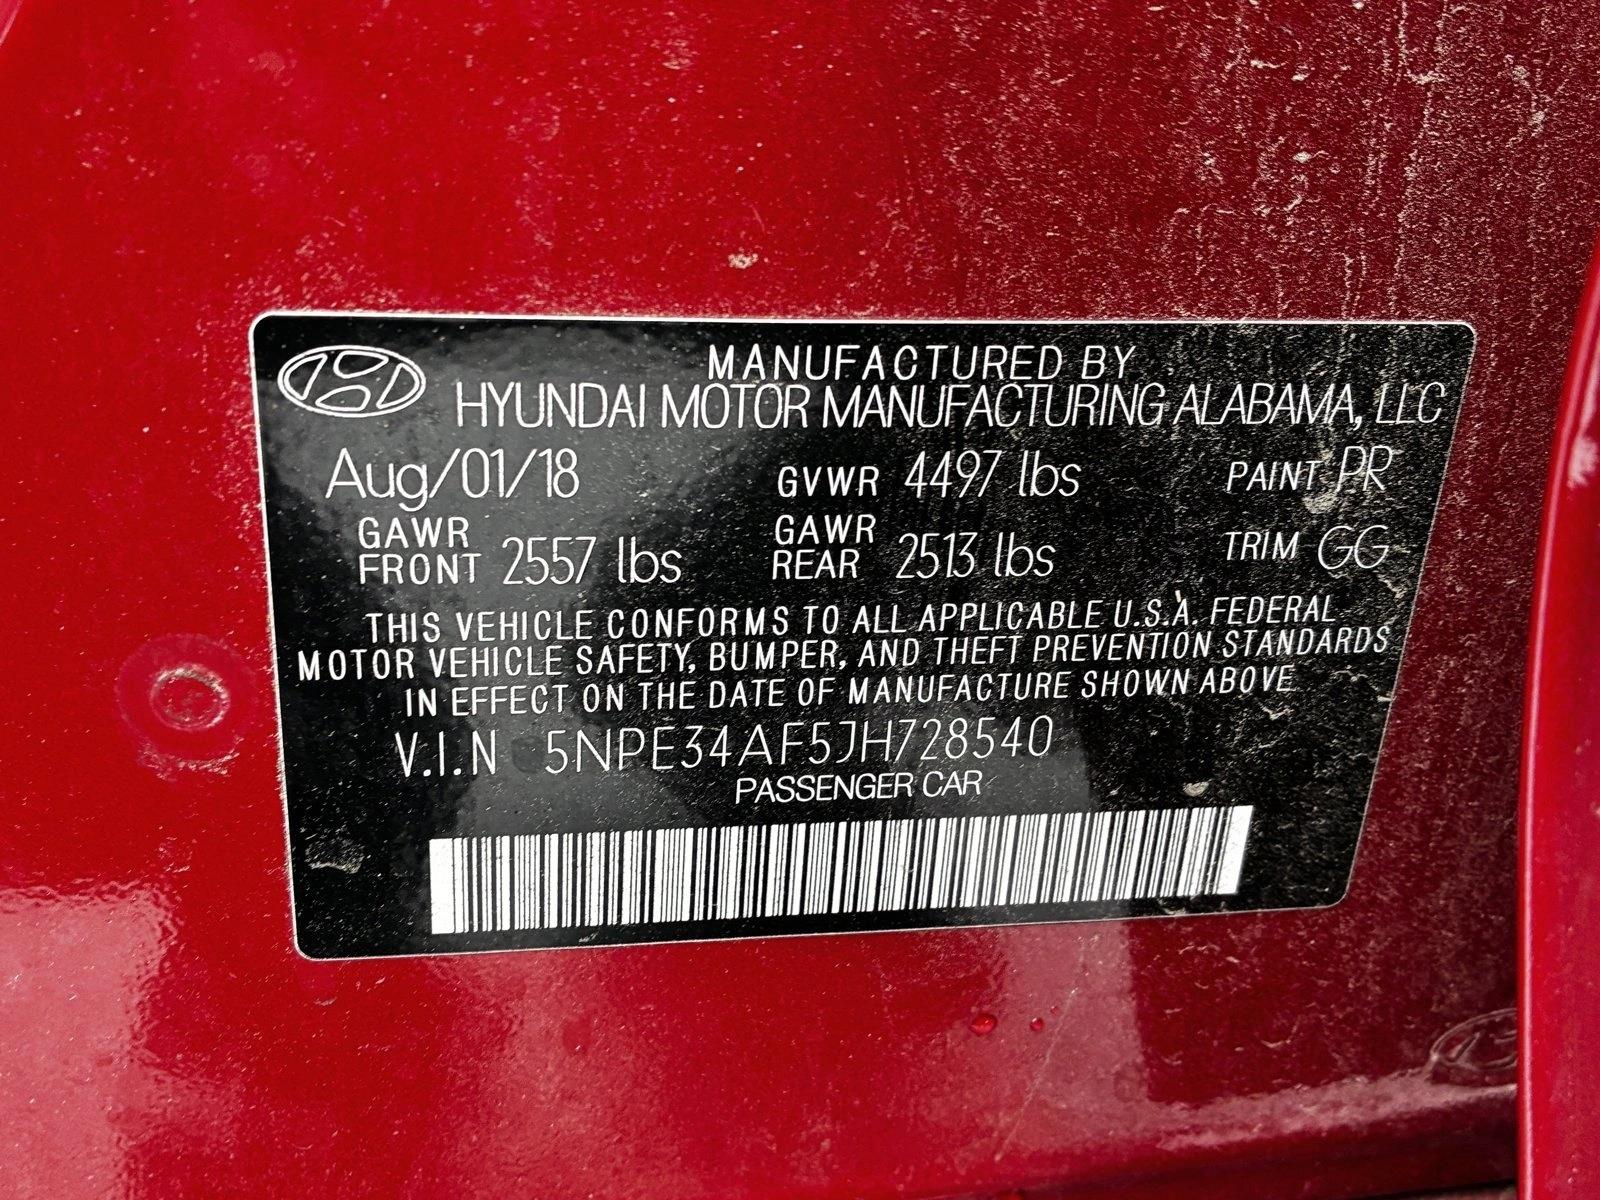 MANUFACTURED BY
HYUNDAI MOTOR MANUFACTURING ALABAMA, LLC
Aug/01/18 GVWR 4497 lbs PAINT PR
GAWR FRONT 2557 lbs GAWR REAR 2513 lbs TRIM GG
THIS VEHICLE CONFORMS TO ALL APPLICABLE U.S.A. FEDERAL
MOTOR VEHICLE SAFETY, BUMPER, AND THEFT PREVENTION STANDARDS
IN EFFECT ON THE DATE OF MANUFACTURE SHOWN ABOVE
V.I.N 5NPE34AF5JH728540
PASSENGER CAR